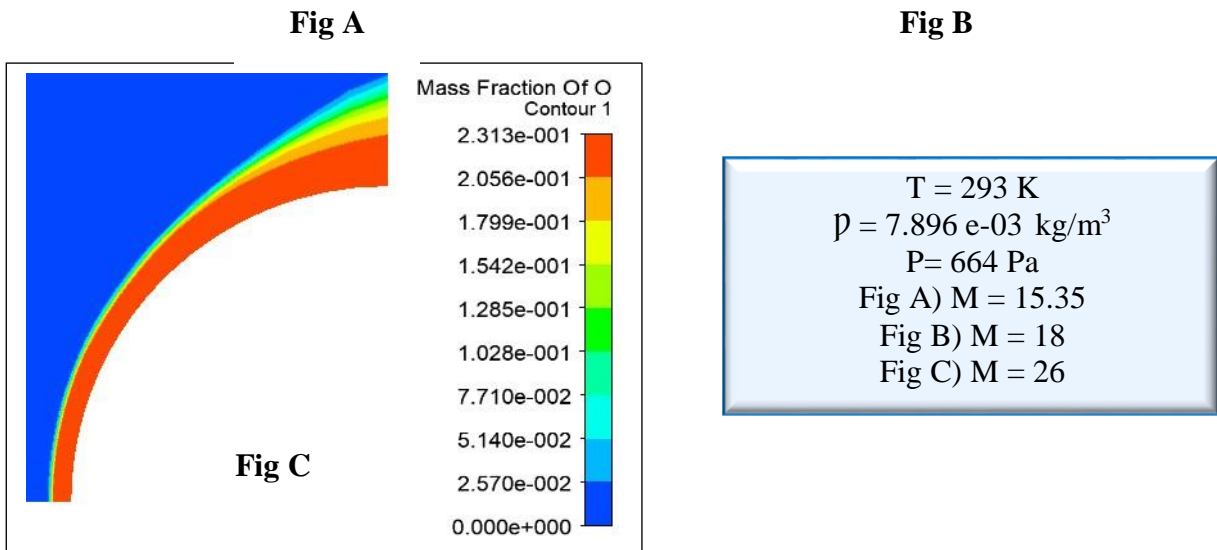 Fig A
Fig B
Mass Fraction Of O
Contour 1
2.313e-001
2.056e-001
1.799e-001
1.542e-001
1.285e-001
1.028e-001
7.710e-002
5.140e-002
2.570e-002
0.000e+000
Fig C
T = 293 K
p = 7.896 e-03 kg/m³
P= 664 Pa
Fig A) M = 15.35
Fig B) M = 18
Fig C) M = 26